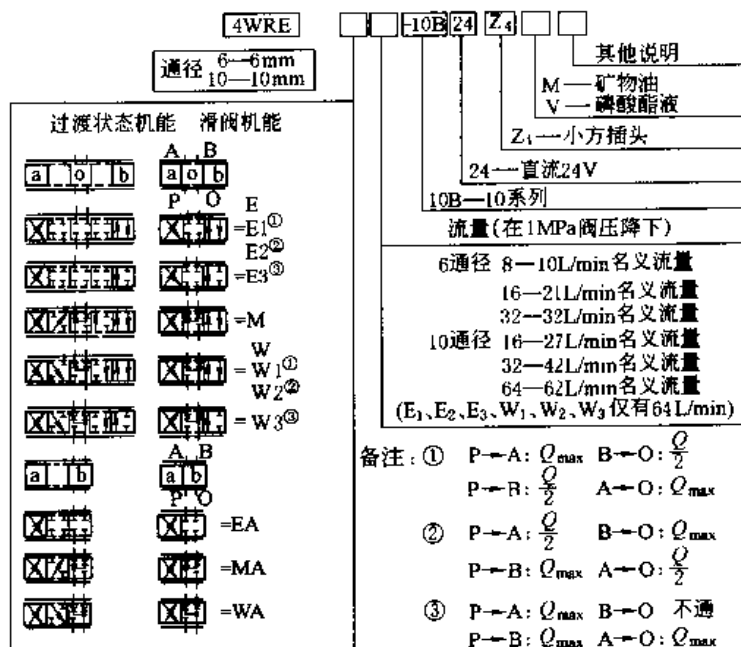 4WRE -10B 24 Z4
通径 6—6mm
10—10mm
其他说明
M—矿物油
V—磷酸酯液
Z4—小方插头
24—直流24V
10B—10系列
流量(在1MPa阀压降下)
6通径 8—10L/min名义流量
16—21L/min名义流量
32—32L/min名义流量
10通径 16—27L/min名义流量
32—42L/min名义流量
64—62L/min名义流量
(E1、E2、E3、W1、W2、W3仅有64L/min)
过渡状态机能 滑阀机能
A B
a o b a o b
P O
E
=E1①
E2②
=E3③
=M
W
=W1①
W2②
=W3③
A B
a b a b
P O
=EA
=MA
=WA
备注:① P→A:Qmax B→O:Q/2
P→B:Q/2 A→O:Qmax
② P→A:Q/2 B→O:Qmax
P→B:Qmax A→O:Q/2
③ P→A:Qmax B→O 不通
P→B:Qmax A→O:Qmax